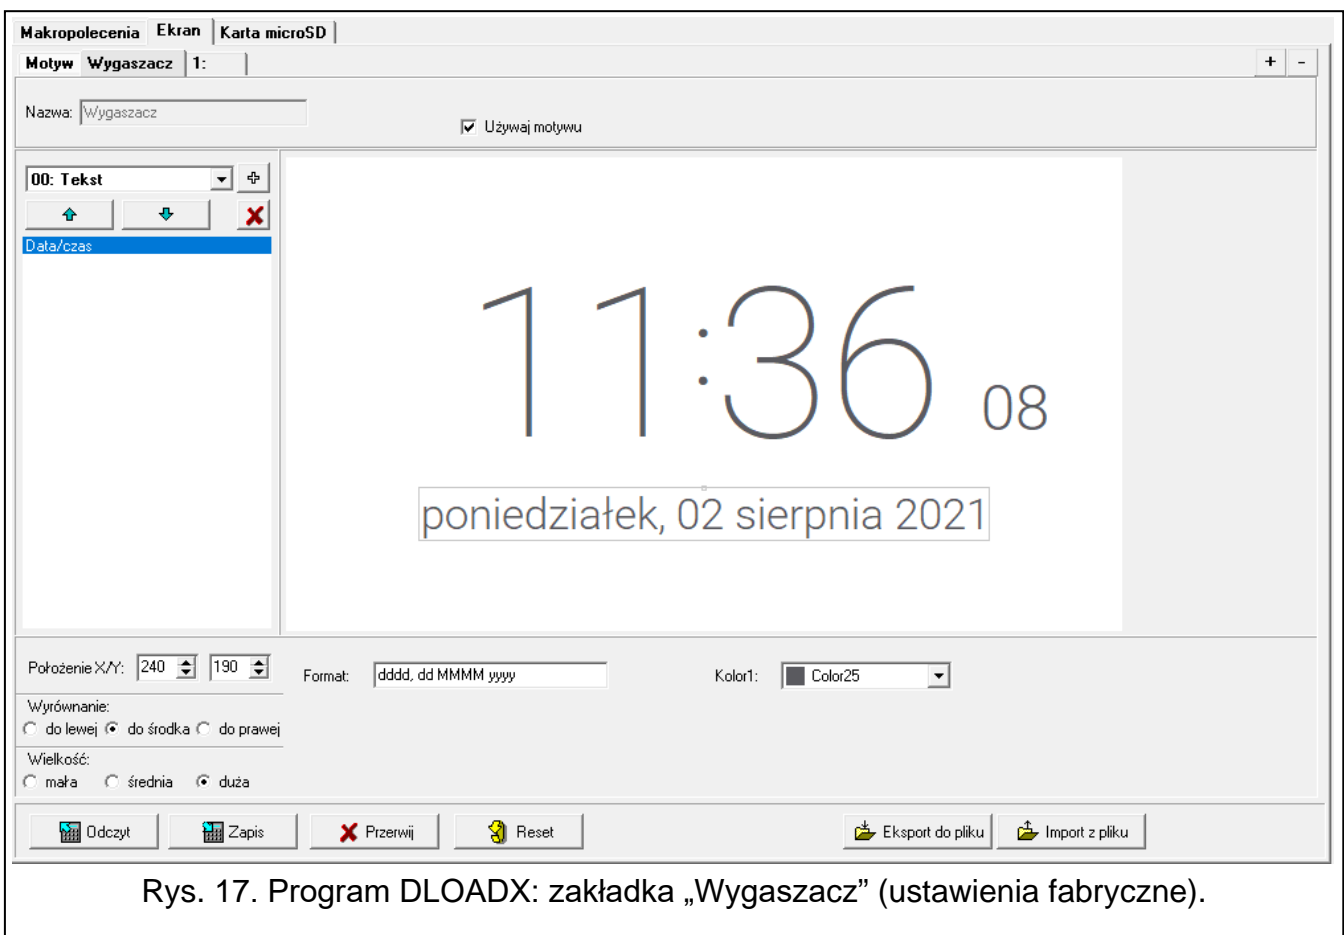 Makropolecenia Ekran Karta microSD
Motyw Wygaszacz 1: + -
Nazwa: Wygaszacz
Używaj motywu
00: Tekst
Data/czas
11:36 08
poniedziałek, 02 sierpnia 2021
Położenie X/Y: 240 190 Format: dddd, dd MMMM yyyy Kolor1: Color25
Wyrównanie:
do lewej do środka do prawej
Wielkość:
mała średnia duża
Odczyt Zapis Przerwij Reset Eksport do pliku Import z pliku
Rys. 17. Program DLOADX: zakładka „Wygaszacz” (ustawienia fabryczne).